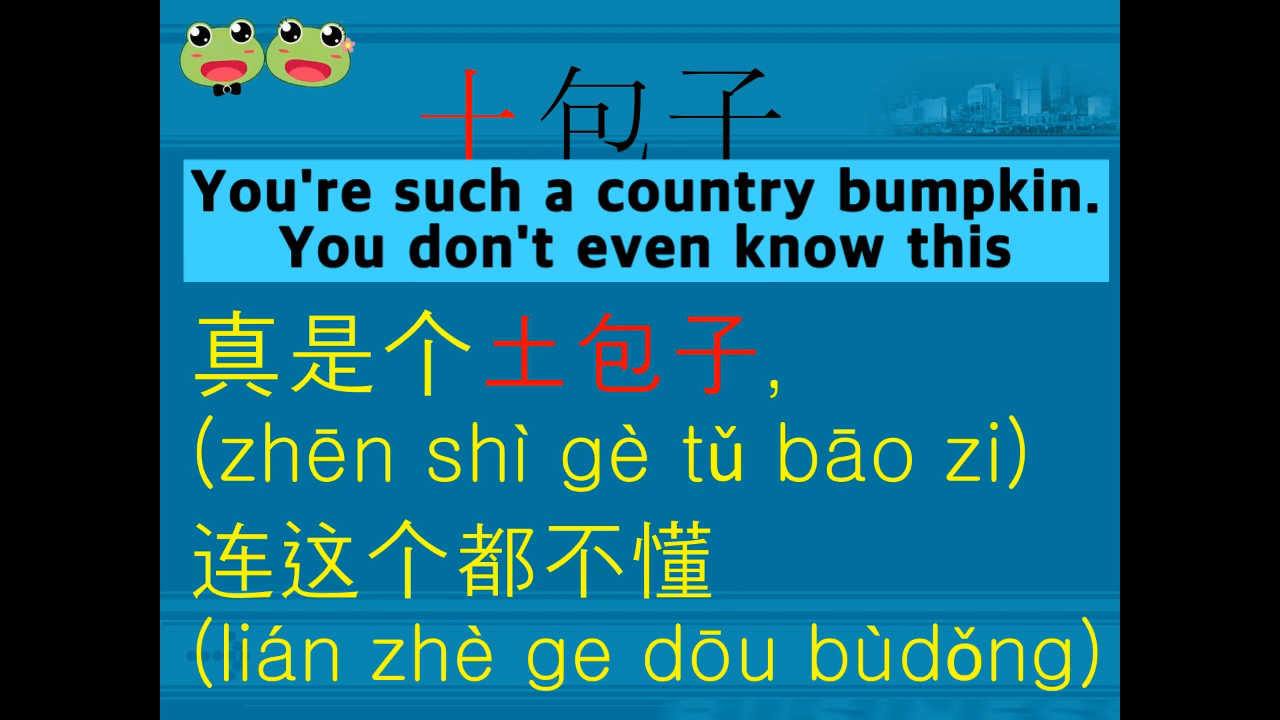 土包子
You're such a country bumpkin.
You don't even know this
真是个土包子,
(zhēn shì gè tǔ bāo zi)
连这个都不懂
(lián zhè ge dōu bùdǒng)